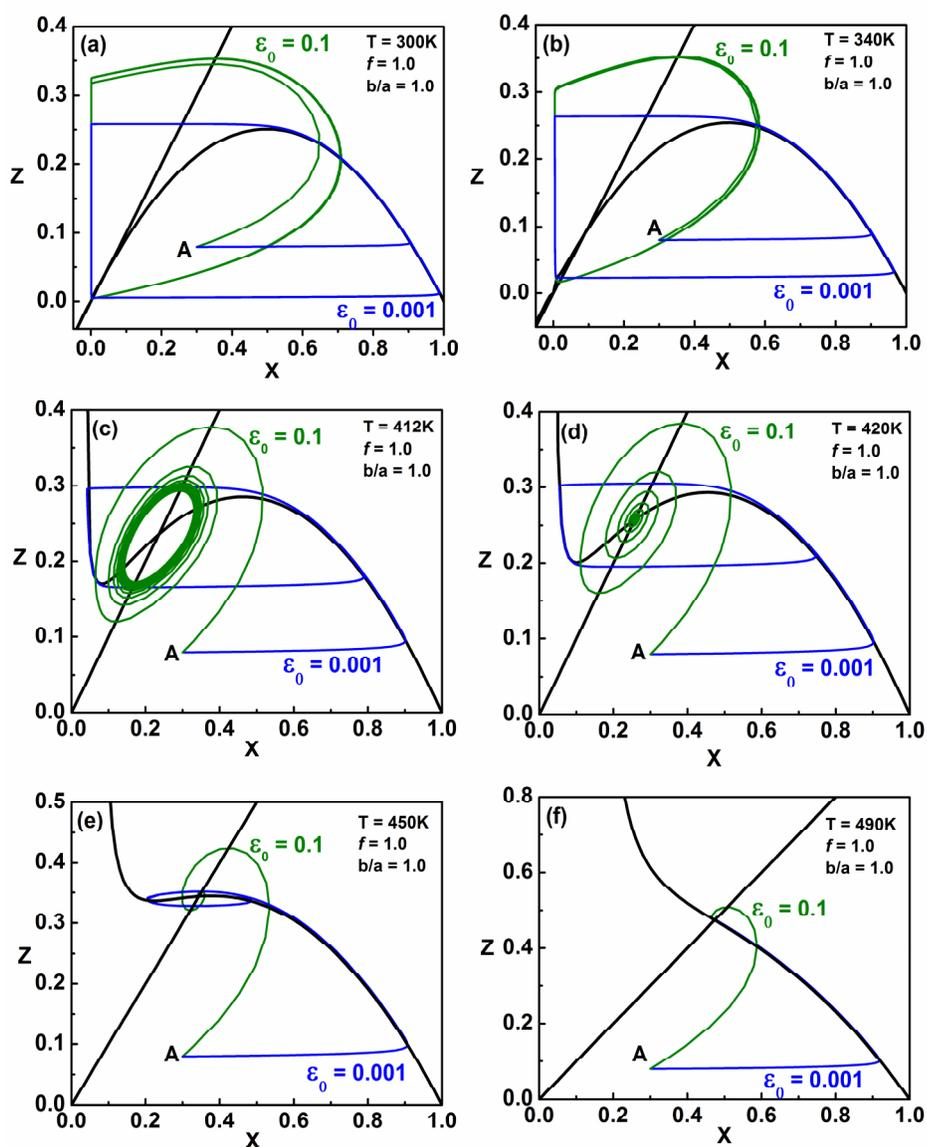 (a)
ε0 = 0.1
T = 300K
f = 1.0
b/a = 1.0
0.4
0.3
0.2
0.1
0.0
Z
A
ε0 = 0.001
0.0 0.2 0.4 0.6 0.8 1.0
X
(b)
ε0 = 0.1
T = 340K
f = 1.0
b/a = 1.0
0.4
0.3
0.2
0.1
0.0
Z
A
ε0 = 0.001
0.0 0.2 0.4 0.6 0.8 1.0
X
(c)
ε0 = 0.1
T = 412K
f = 1.0
b/a = 1.0
0.4
0.3
0.2
0.1
0.0
Z
A
ε0 = 0.001
0.0 0.2 0.4 0.6 0.8 1.0
X
(d)
ε0 = 0.1
T = 420K
f = 1.0
b/a = 1.0
0.4
0.3
0.2
0.1
0.0
Z
A
ε0 = 0.001
0.0 0.2 0.4 0.6 0.8 1.0
X
(e)
ε0 = 0.1
T = 450K
f = 1.0
b/a = 1.0
0.5
0.4
0.3
0.2
0.1
0.0
Z
A
ε0 = 0.001
0.0 0.2 0.4 0.6 0.8 1.0
X
(f)
ε0 = 0.1
T = 490K
f = 1.0
b/a = 1.0
0.8
0.6
0.4
0.2
0.0
Z
A
ε0 = 0.001
0.0 0.2 0.4 0.6 0.8 1.0
X